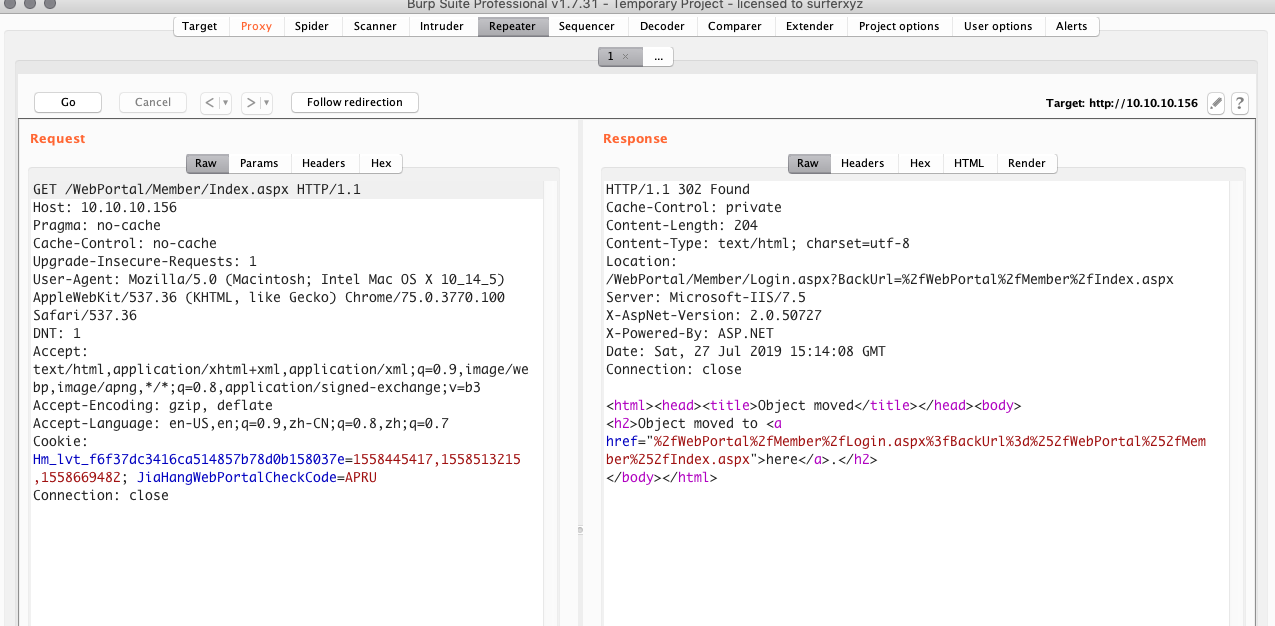 Burp Suite Professional v1.7.31 - Temporary Project - licensed to surferxyz
Target Proxy Spider Scanner Intruder Repeater Sequencer Decoder Comparer Extender Project options User options Alerts
1 × ...
Go Cancel < > Follow redirection Target: http://10.10.10.156 ?
Request
Raw Params Headers Hex
GET /WebPortal/Member/Index.aspx HTTP/1.1
Host: 10.10.10.156
Pragma: no-cache
Cache-Control: no-cache
Upgrade-Insecure-Requests: 1
User-Agent: Mozilla/5.0 (Macintosh; Intel Mac OS X 10_14_5)
AppleWebKit/537.36 (KHTML, like Gecko) Chrome/75.0.3770.100
Safari/537.36
DNT: 1
Accept:
text/html,application/xhtml+xml,application/xml;q=0.9,image/we
bp,image/apng,*/*;q=0.8,application/signed-exchange;v=b3
Accept-Encoding: gzip, deflate
Accept-Language: en-US,en;q=0.9,zh-CN;q=0.8,zh;q=0.7
Cookie:
Hm_lvt_f6f37dc3416ca514857b78d0b158037e=1558445417,1558513215
,1558669482; JiaHangWebPortalCheckCode=APRU
Connection: close
Response
Raw Headers Hex HTML Render
HTTP/1.1 302 Found
Cache-Control: private
Content-Length: 204
Content-Type: text/html; charset=utf-8
Location:
/WebPortal/Member/Login.aspx?BackUrl=%2fWebPortal%2fMember%2fIndex.aspx
Server: Microsoft-IIS/7.5
X-AspNet-Version: 2.0.50727
X-Powered-By: ASP.NET
Date: Sat, 27 Jul 2019 15:14:08 GMT
Connection: close
<html><head><title>Object moved</title></head><body>
<h2>Object moved to <a
href="%2fWebPortal%2fMember%2fLogin.aspx%3fBackUrl%3d%252fWebPortal%252fMem
ber%252fIndex.aspx">here</a>.</h2>
</body></html>